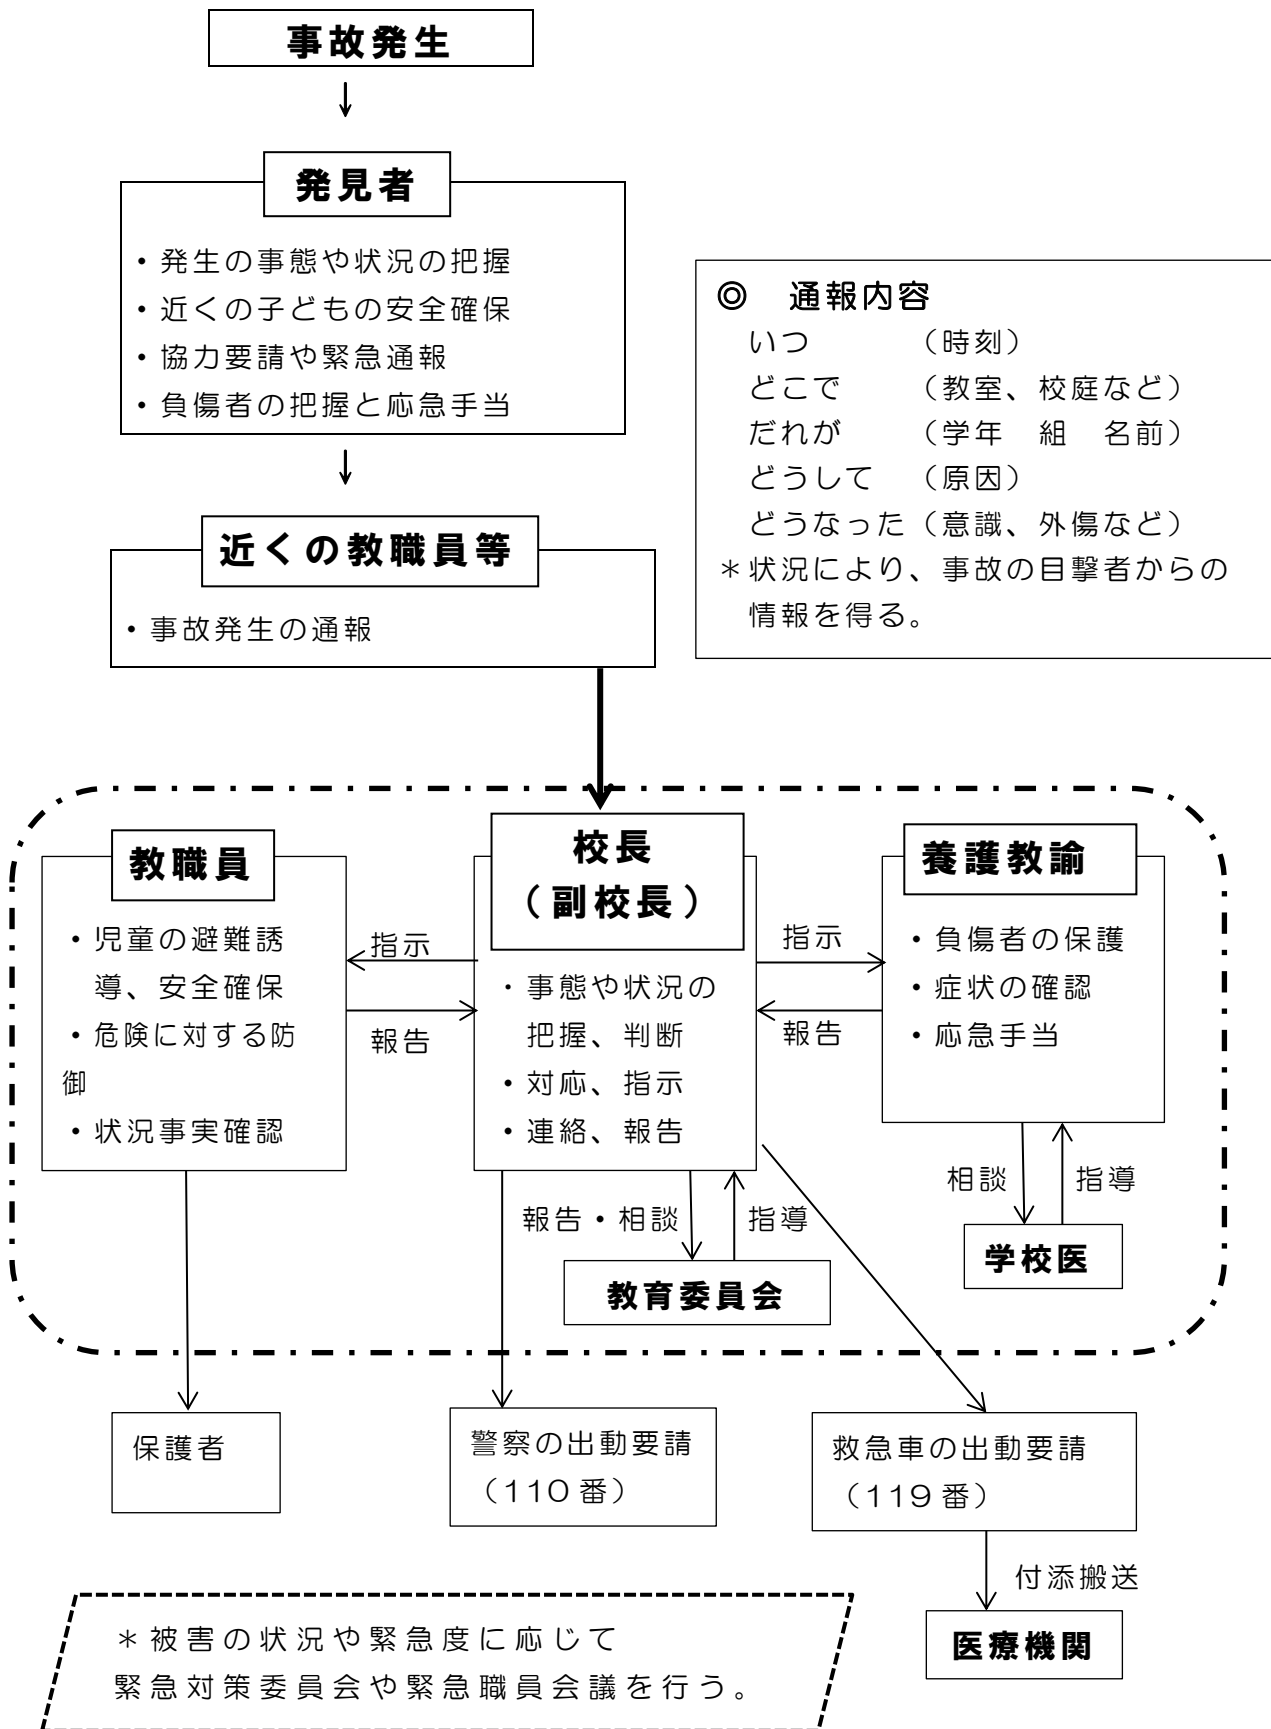 事故発生
発見者
・発生の事態や状況の把握
・近くの子どもの安全確保
・協力要請や緊急通報
・負傷者の把握と応急手当
◎　通報内容
いつ　　　（時刻）
どこで　　（教室、校庭など）
だれが　　（学年　組　名前）
どうして　（原因）
どうなった（意識、外傷など）
＊状況により、事故の目撃者からの
情報を得る。
近くの教職員等
・事故発生の通報
教職員
・児童の避難誘
導、安全確保
・危険に対する防
御
・状況事実確認
指示
報告
校長
（副校長）
・事態や状況の
把握、判断
・対応、指示
・連絡、報告
指示
報告
養護教諭
・負傷者の保護
・症状の確認
・応急手当
報告・相談
指導
教育委員会
相談
指導
学校医
保護者
警察の出動要請
（110番）
救急車の出動要請
（119番）
付添搬送
医療機関
＊被害の状況や緊急度に応じて
緊急対策委員会や緊急職員会議を行う。